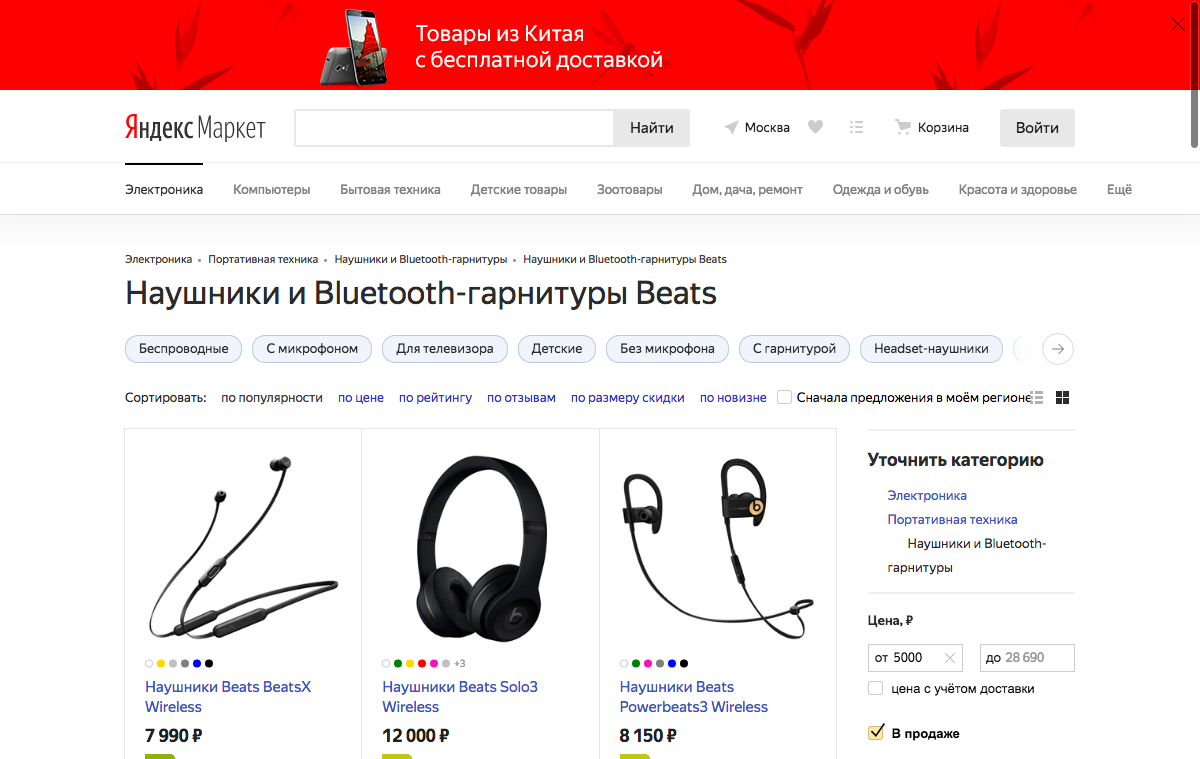 Товары из Китая
с бесплатной доставкой
Яндекс Маркет
Найти
Москва
Корзина
Войти
Электроника
Компьютеры
Бытовая техника
Детские товары
Зоотовары
Дом, дача, ремонт
Одежда и обувь
Красота и здоровье
Ещё
Электроника • Портативная техника • Наушники и Bluetooth-гарнитуры • Наушники и Bluetooth-гарнитуры Beats
Наушники и Bluetooth-гарнитуры Beats
Беспроводные
С микрофоном
Для телевизора
Детские
Без микрофона
С гарнитурой
Headset-наушники
Сортировать: по популярности по цене по рейтингу по отзывам по размеру скидки по новизне Сначала предложения в моём регионе
Наушники Beats BeatsX
Wireless
7 990 ₽
+3
Наушники Beats Solo3
Wireless
12 000 ₽
Наушники Beats
Powerbeats3 Wireless
8 150 ₽
Уточнить категорию
Электроника
Портативная техника
Наушники и Bluetooth-
гарнитуры
Цена, ₽
от 5000
до 28 690
цена с учётом доставки
В продаже